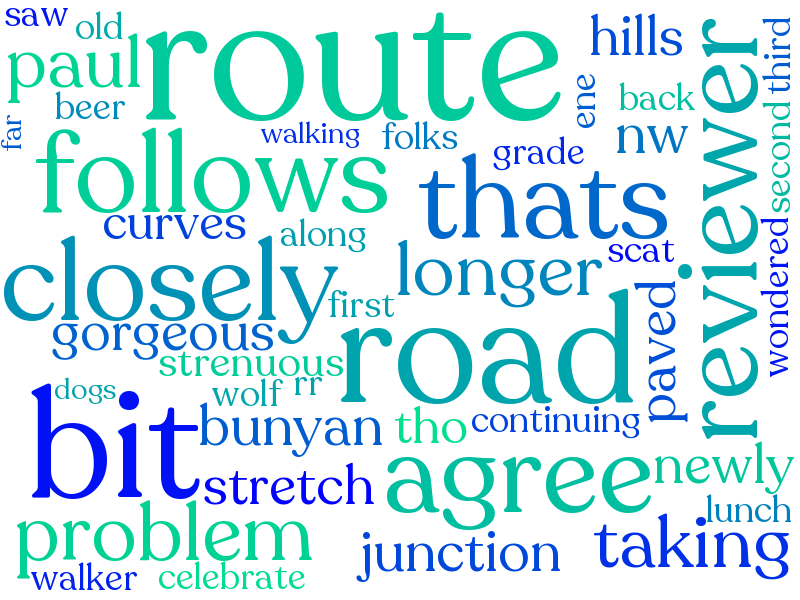 saw
old
route
hills
third
paul
beer
ene
back
reviewer
far
walking
folks
nw
second
follows
grade
thats
curves
along
scat
wondered
closely
longer
first
paved
gorgeous
road
strenuous
dogs
wolf
rr
bit
bunyan
tho
continuing
stretch
agree
newly
problem
lunch
junction
taking
walker
celebrate